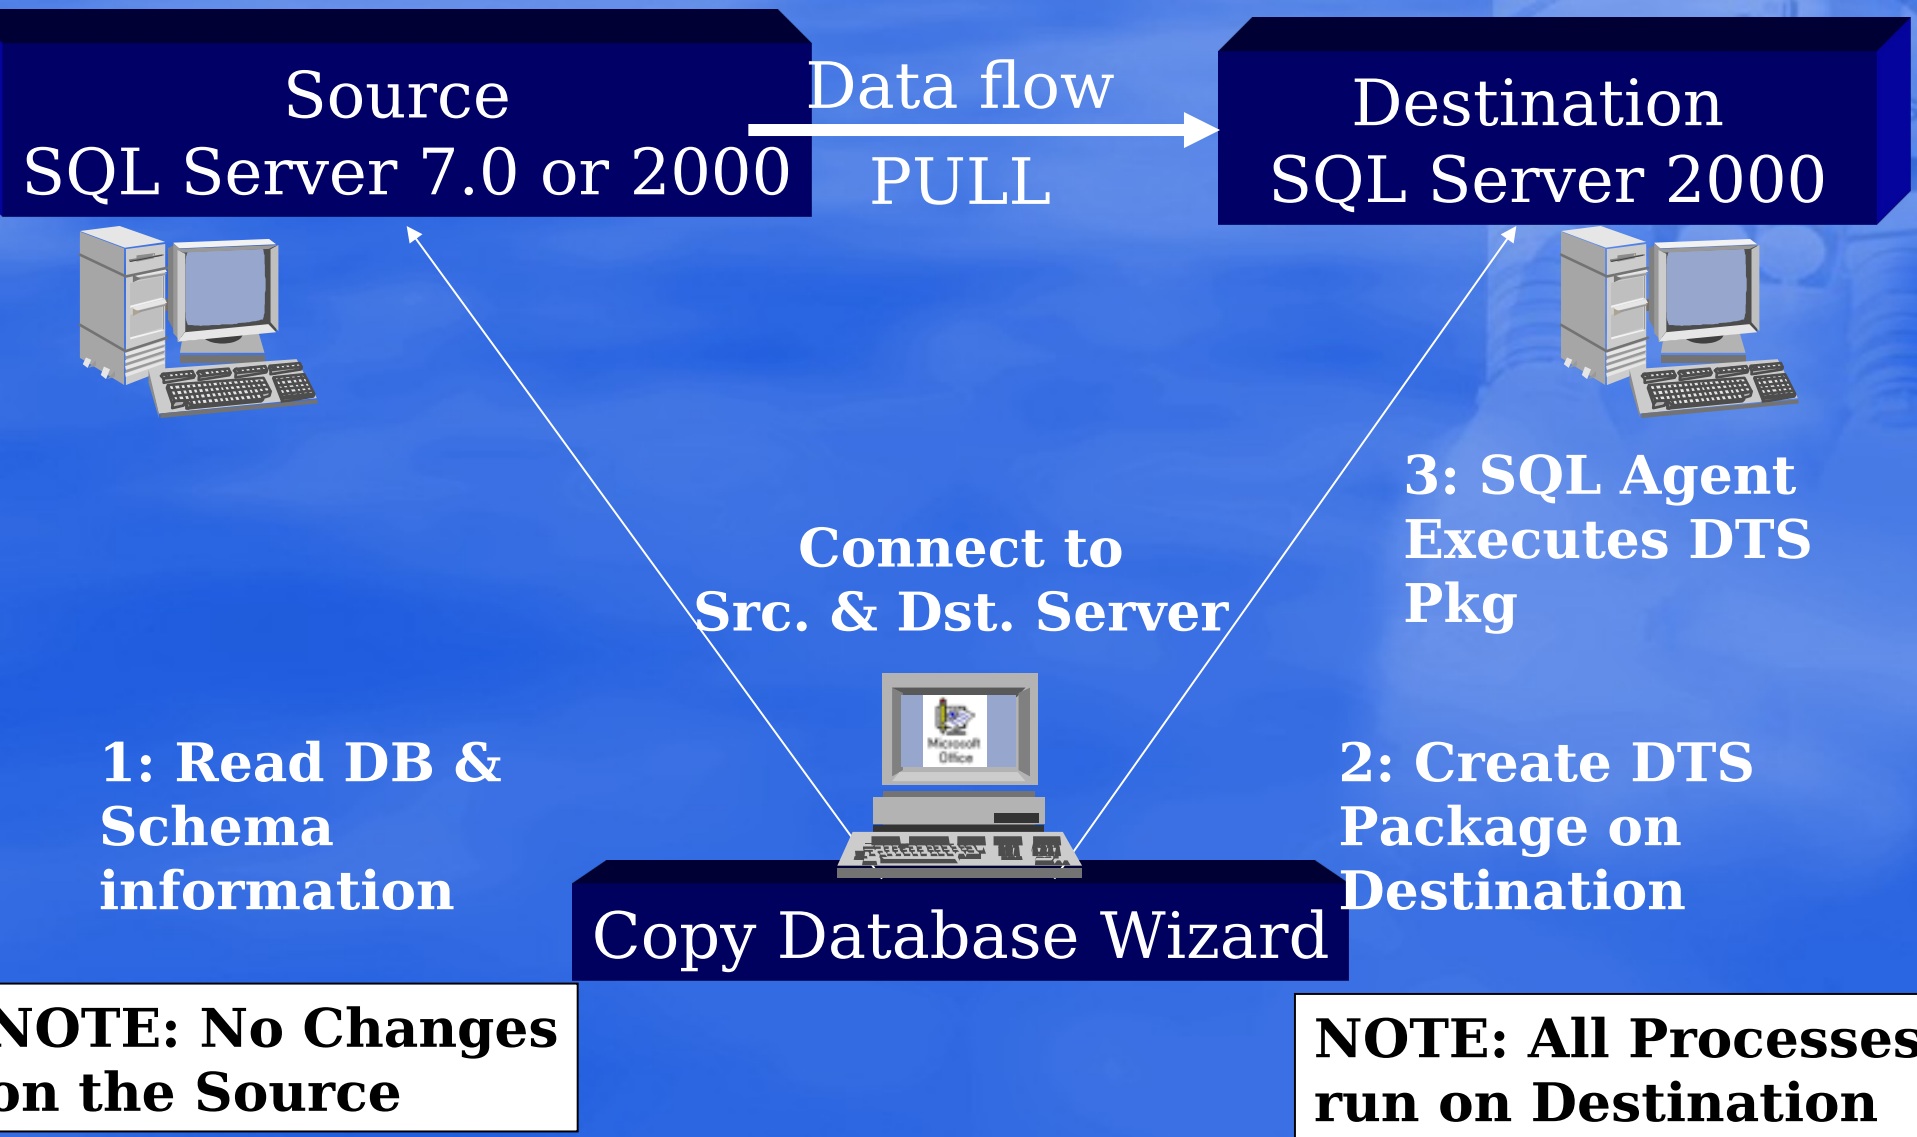 Source
SQL Server 7.0 or 2000
Data flow
PULL
Destination
SQL Server 2000
3: SQL Agent
Executes DTS
Pkg
Connect to
Src. & Dst. Server
Microsoft
Office
1: Read DB &
Schema
information
2: Create DTS
Package on
Destination
Copy Database Wizard
NOTE: No Changes
on the Source
NOTE: All Processes
run on Destination